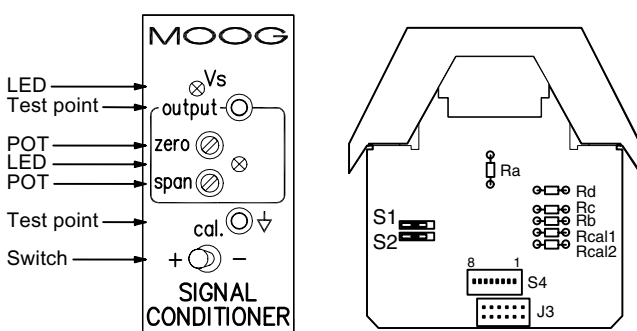 MOOG
LED
Vs
Test point
output
POT
zero
LED
POT
span
Test point
cal.
Switch
+ −
SIGNAL
CONDITIONER
Ra
Rd
Rc
Rb
Rcal1
Rcal2
S1
S2
8 1
S4
J3